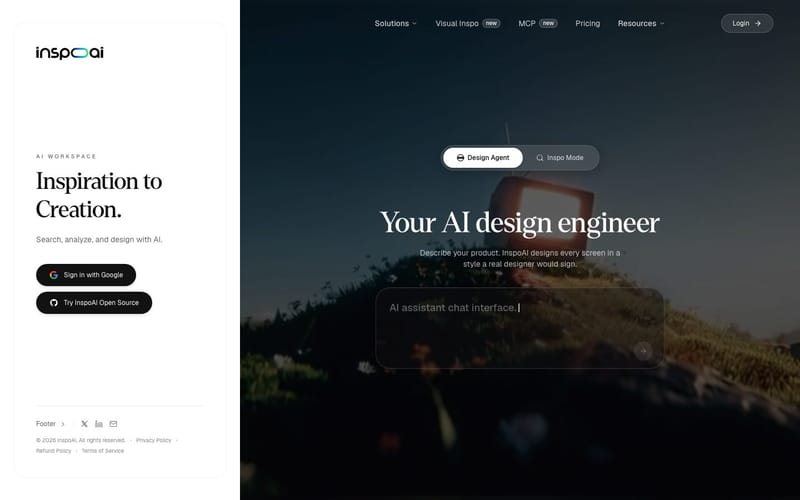 inspoai
AI WORKSPACE
Inspiration to
Creation.
Search, analyze, and design with AI.
Sign in with Google
Try InspoAI Open Source
Footer
© 2026 InspoAI. All rights reserved. · Privacy Policy ·
Refund Policy · Terms of Service
Solutions
Visual Inspo new
MCP new
Pricing
Resources
Login
Design Agent
Inspo Mode
Your AI design engineer
Describe your product. InspoAI designs every screen in a
style a real designer would sign.
AI assistant chat interface.